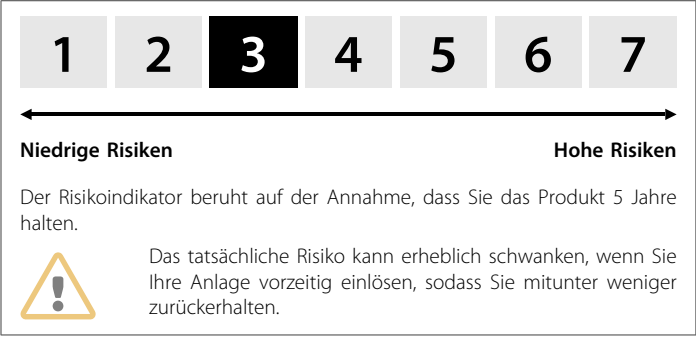 1 2 3 4 5 6 7
Niedrige Risiken Hohe Risiken
Der Risikoindikator beruht auf der Annahme, dass Sie das Produkt 5 Jahre
halten.
Das tatsächliche Risiko kann erheblich schwanken, wenn Sie
Ihre Anlage vorzeitig einlösen, sodass Sie mitunter weniger
zurückerhalten.